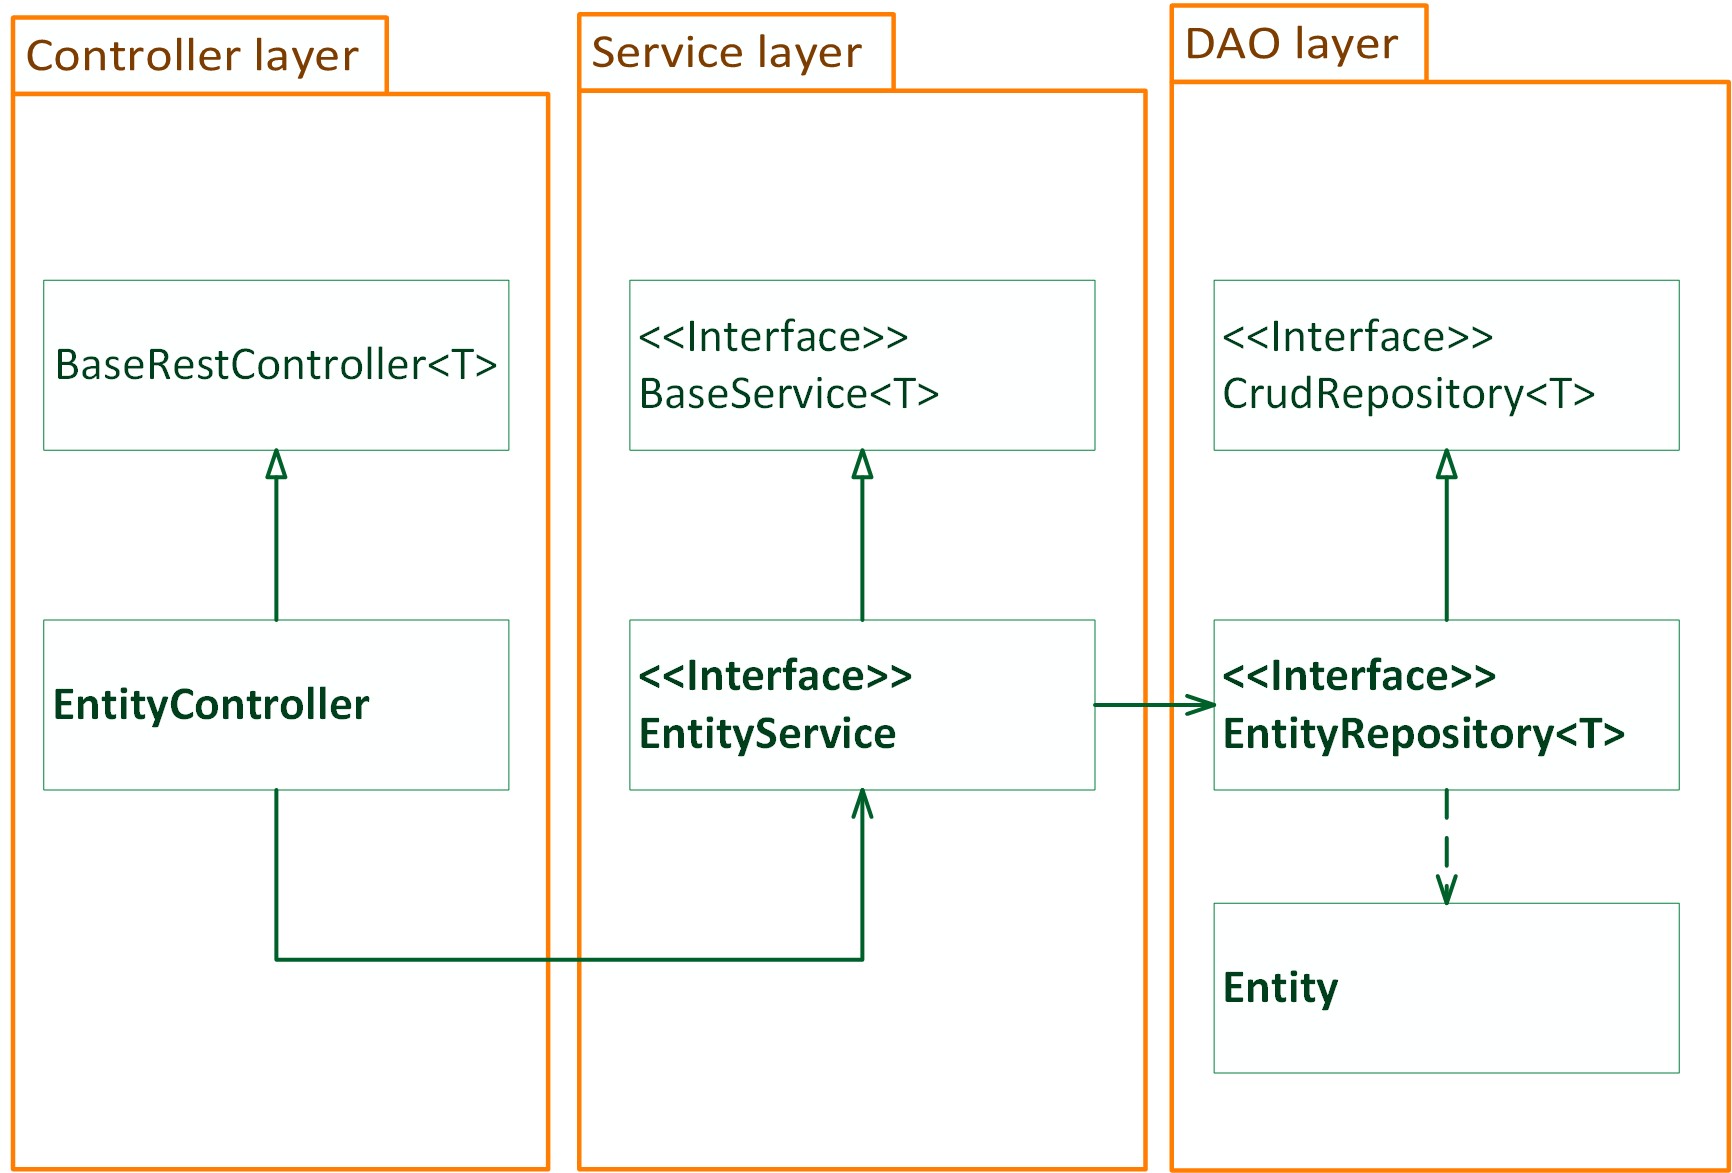 Controller layer
BaseRestController<T>
EntityController
Service layer
<<Interface>>
BaseService<T>
<<Interface>>
EntityService
DAO layer
<<Interface>>
CrudRepository<T>
<<Interface>>
EntityRepository<T>
Entity